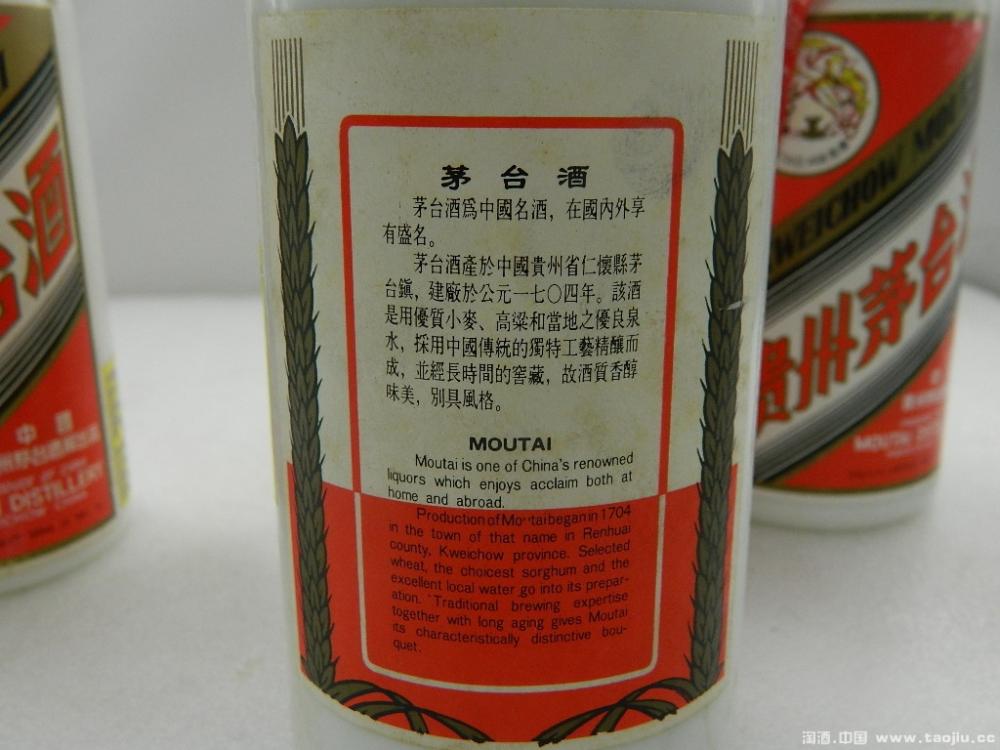 茅台酒
茅台酒爲中國名酒，在國內外享
有盛名。
茅台酒產於中國貴州省仁懷縣茅
台鎮，建廠於公元一七〇四年。該酒
是用優質小麥、高粱和當地之優良泉
水，採用中國傳統的獨特工藝精釀而
成，並經長時間的窖藏，故酒質香醇
味美，別具風格。
MOUTAI
Moutai is one of China's renowned
liquors which enjoys acclaim both at
home and abroad.
Production of Moutai began in 1704
in the town of that name in Renhuai
county, Kweichow province. Selected
wheat, the choicest sorghum and the
excellent local water go into its prepar-
ation. Traditional brewing expertise
together with long aging gives Moutai
its characteristically distinctive bou-
quet.
酒
中國
DISTILLERY
KWEICHOW MOU
貴州茅台
MOUTAI
淘酒.中国 www.taojiu.cc